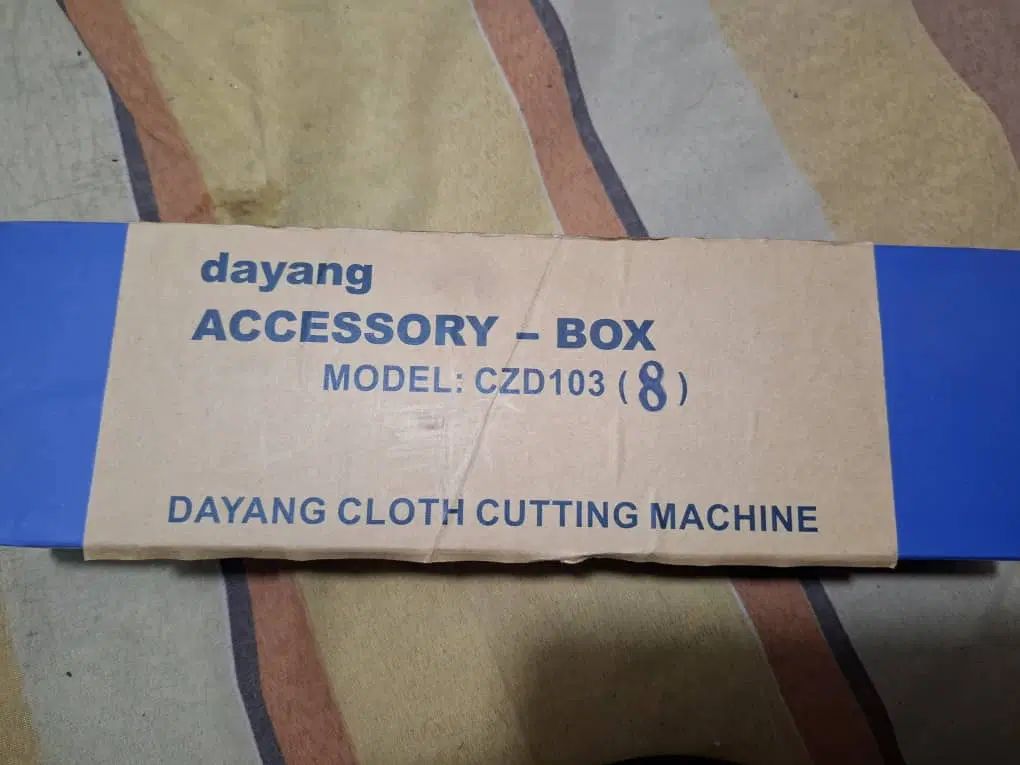 dayang
ACCESSORY – BOX
MODEL: CZD103 (8)
DAYANG CLOTH CUTTING MACHINE